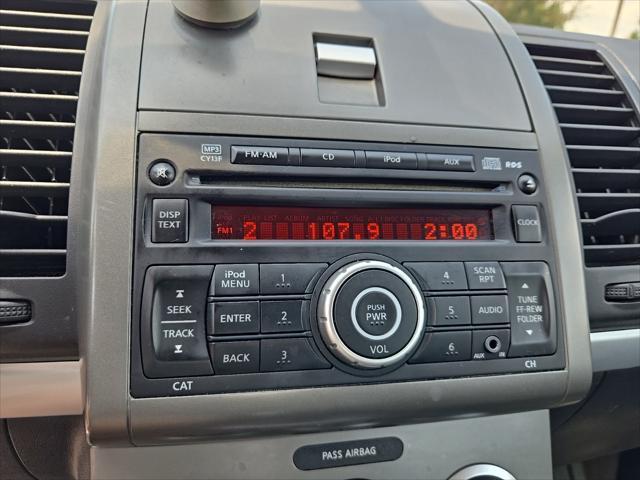 MP3
CY13F
FM·AM CD iPod AUX
RDS
DISP
TEXT
CLOCK
FM1 2 107.9 2:00
SEEK
TRACK
iPod
MENU
1
4
SCAN
RPT
ENTER
2
PUSH
PWR
5
AUDIO
TUNE
FF·REW
FOLDER
BACK
3
VOL
6
AUX IN
CAT
CH
PASS AIRBAG